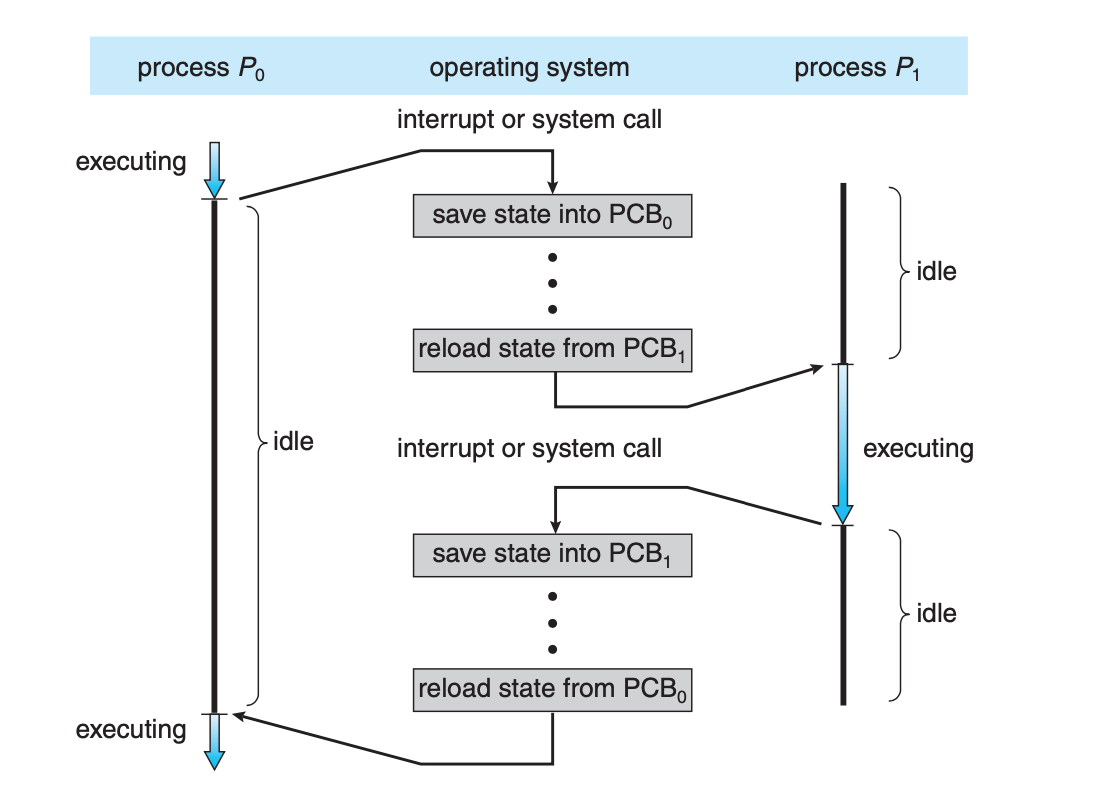 process P₀ operating system process P₁
interrupt or system call
executing
save state into PCB₀
idle
reload state from PCB₁
idle
interrupt or system call
executing
save state into PCB₁
idle
reload state from PCB₀
executing